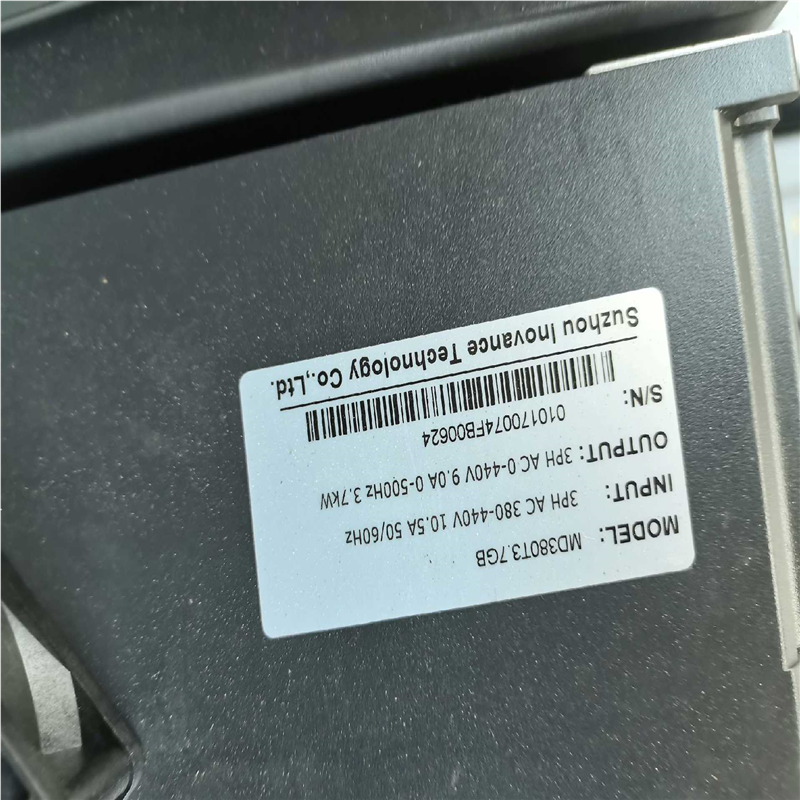 MODEL: MD380T3.7GB
INPUT: 3PH AC 380-440V 10.5A 50/60Hz
OUTPUT: 3PH AC 0-440V 9.0A 0-500Hz 3.7kW
S/N: 010170074FB00624
Suzhou Inovance Technology Co.,Ltd.